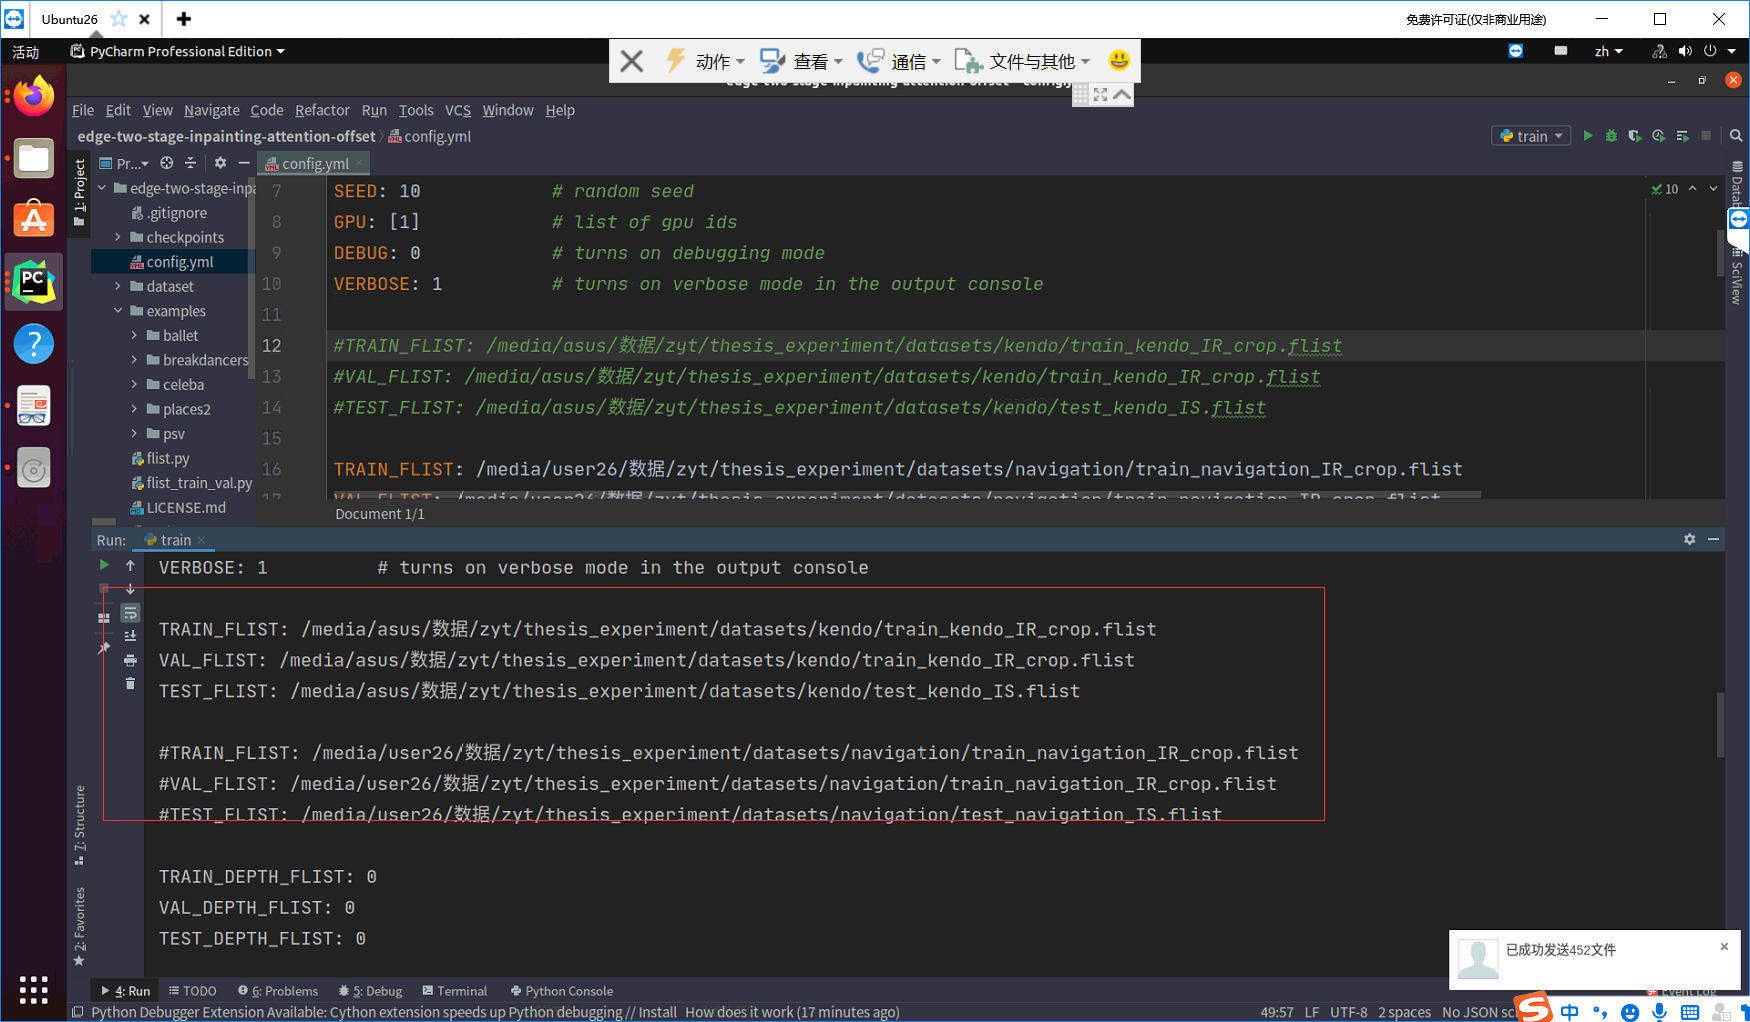 Ubuntu26
免费许可证(仅非商业用途)
活动
PyCharm Professional Edition
动作
查看
通信
文件与其他
zh
File Edit View Navigate Code Refactor Run Tools VCS Window Help
edge-two-stage-inpainting-attention-offset
config.yml
train
1: Project
Pr...
config.yml
edge-two-stage-inpa
.gitignore
checkpoints
config.yml
dataset
examples
ballet
breakdancers
celeba
places2
psv
flist.py
flist_train_val.py
LICENSE.md
7 SEED: 10 # random seed
8 GPU: [1] # list of gpu ids
9 DEBUG: 0 # turns on debugging mode
10 VERBOSE: 1 # turns on verbose mode in the output console
11
12 #TRAIN_FLIST: /media/asus/数据/zyt/thesis_experiment/datasets/kendo/train_kendo_IR_crop.flist
13 #VAL_FLIST: /media/asus/数据/zyt/thesis_experiment/datasets/kendo/train_kendo_IR_crop.flist
14 #TEST_FLIST: /media/asus/数据/zyt/thesis_experiment/datasets/kendo/test_kendo_IS.flist
15
16 TRAIN_FLIST: /media/user26/数据/zyt/thesis_experiment/datasets/navigation/train_navigation_IR_crop.flist
17 VAL_FLIST: /media/user26/数据/zyt/thesis_experiment/datasets/navigation/train_navigation_IR_crop.flist
10
SciView
Document 1/1
Run: train
VERBOSE: 1 # turns on verbose mode in the output console
TRAIN_FLIST: /media/asus/数据/zyt/thesis_experiment/datasets/kendo/train_kendo_IR_crop.flist
VAL_FLIST: /media/asus/数据/zyt/thesis_experiment/datasets/kendo/train_kendo_IR_crop.flist
TEST_FLIST: /media/asus/数据/zyt/thesis_experiment/datasets/kendo/test_kendo_IS.flist
#TRAIN_FLIST: /media/user26/数据/zyt/thesis_experiment/datasets/navigation/train_navigation_IR_crop.flist
#VAL_FLIST: /media/user26/数据/zyt/thesis_experiment/datasets/navigation/train_navigation_IR_crop.flist
#TEST_FLIST: /media/user26/数据/zyt/thesis_experiment/datasets/navigation/test_navigation_IS.flist
TRAIN_DEPTH_FLIST: 0
VAL_DEPTH_FLIST: 0
TEST_DEPTH_FLIST: 0
7: Structure
2: Favorites
已成功发送452文件
4: Run TODO 6: Problems 5: Debug Terminal Python Console
Event Log
Python Debugger Extension Available: Cython extension speeds up Python debugging // Install How does it work (17 minutes ago)
49:57 LF UTF-8 2 spaces No JSON sc
中